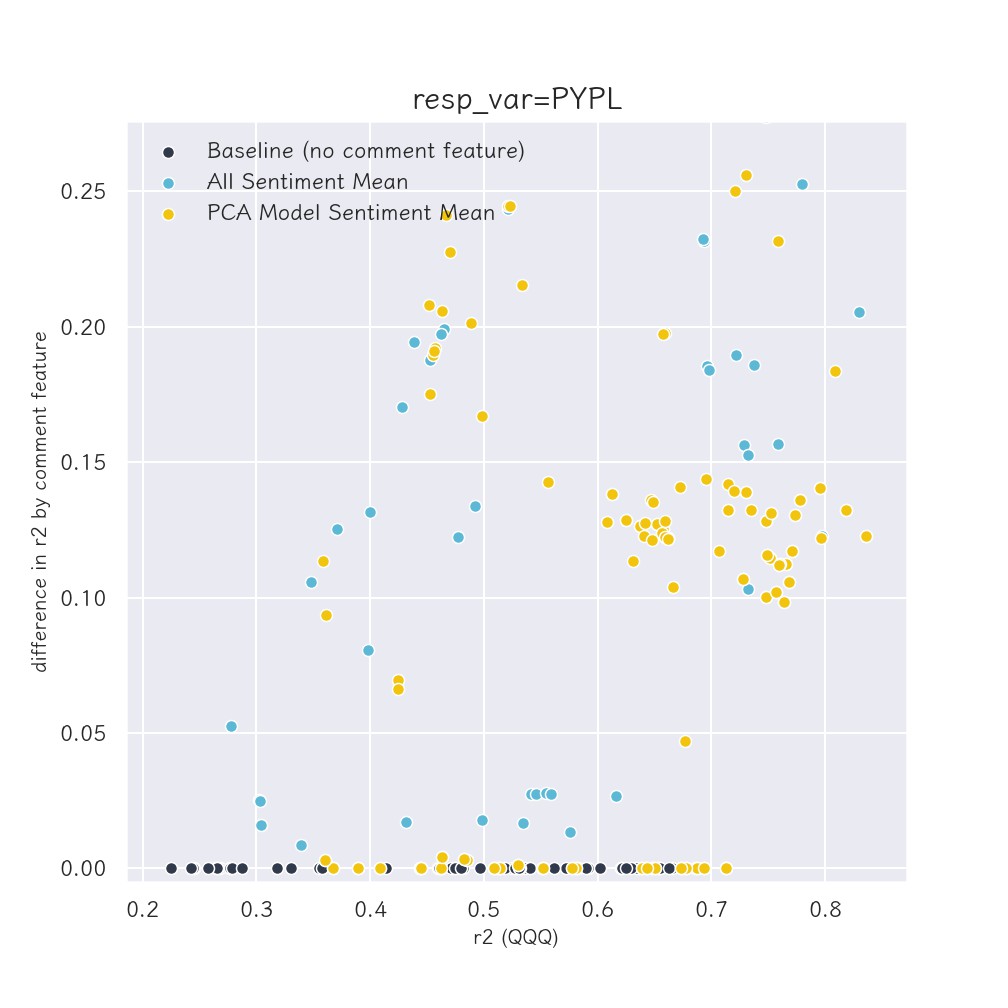 resp_var=PYPL
Baseline (no comment feature)
All Sentiment Mean
PCA Model Sentiment Mean
difference in r2 by comment feature
0.25
0.20
0.15
0.10
0.05
0.00
0.2 0.3 0.4 0.5 0.6 0.7 0.8
r2 (QQQ)